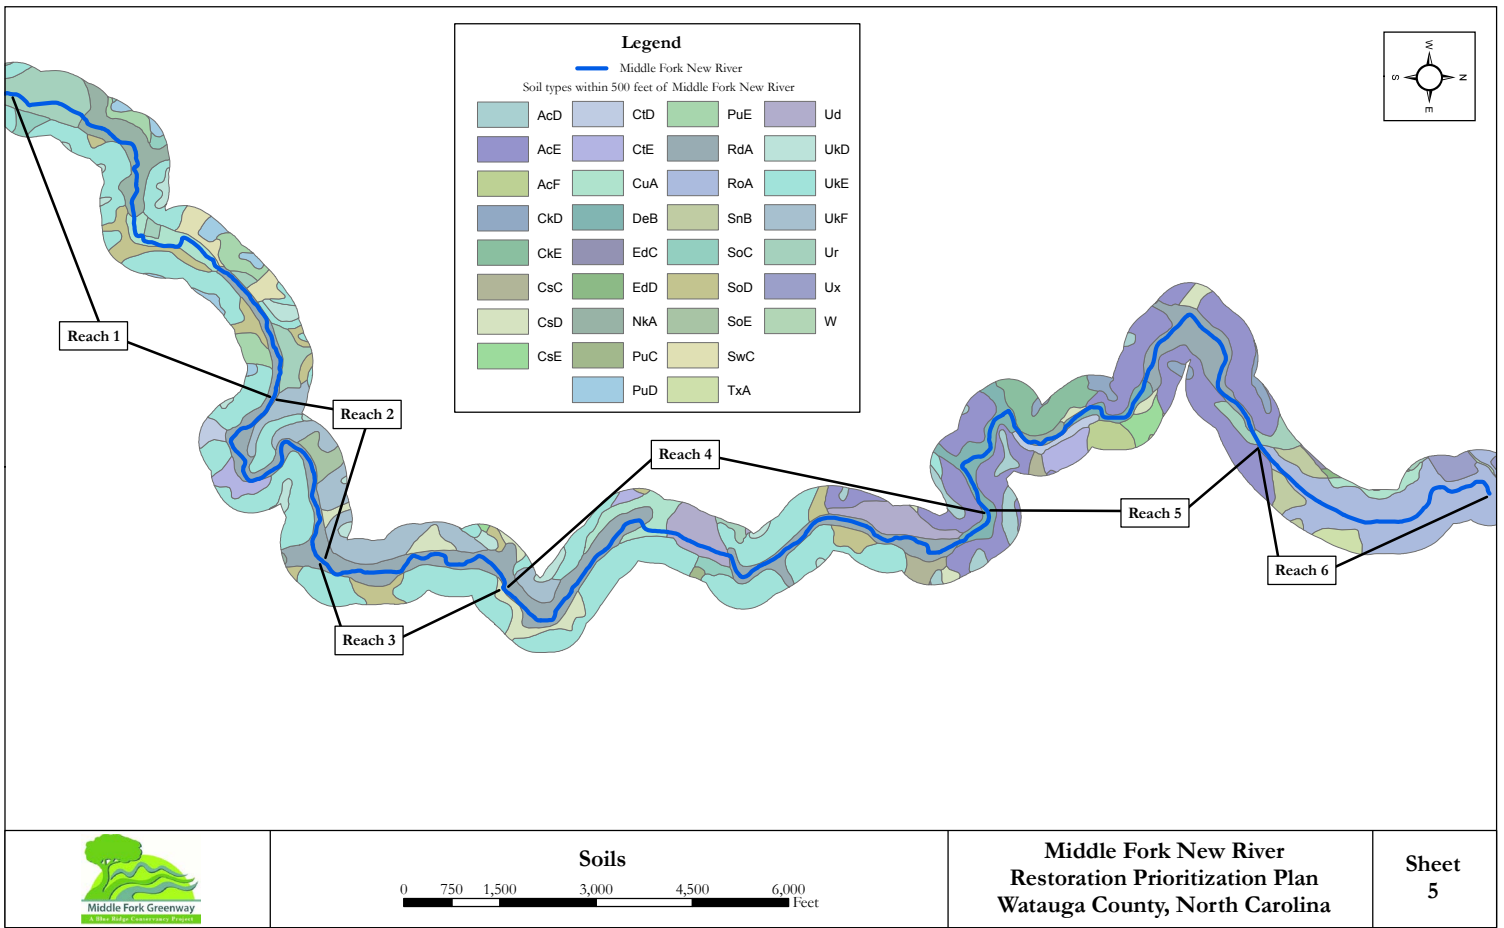 Legend
Middle Fork New River
Soil types within 500 feet of Middle Fork New River
AcD
AcE
AcF
CkD
CkE
CsC
CsD
CsE
CtD
CtE
CuA
DeB
EdC
EdD
NkA
PuC
PuD
PuE
RdA
RoA
SnB
SoC
SoD
SoE
SwC
TxA
Ud
UkD
UkE
UkF
Ur
Ux
W
W
S
N
E
Reach 1
Reach 2
Reach 3
Reach 4
Reach 5
Reach 6
Middle Fork Greenway
A Blue Ridge Conservancy Project
Soils
0 750 1,500 3,000 4,500 6,000
Feet
Middle Fork New River
Restoration Prioritization Plan
Watauga County, North Carolina
Sheet
5